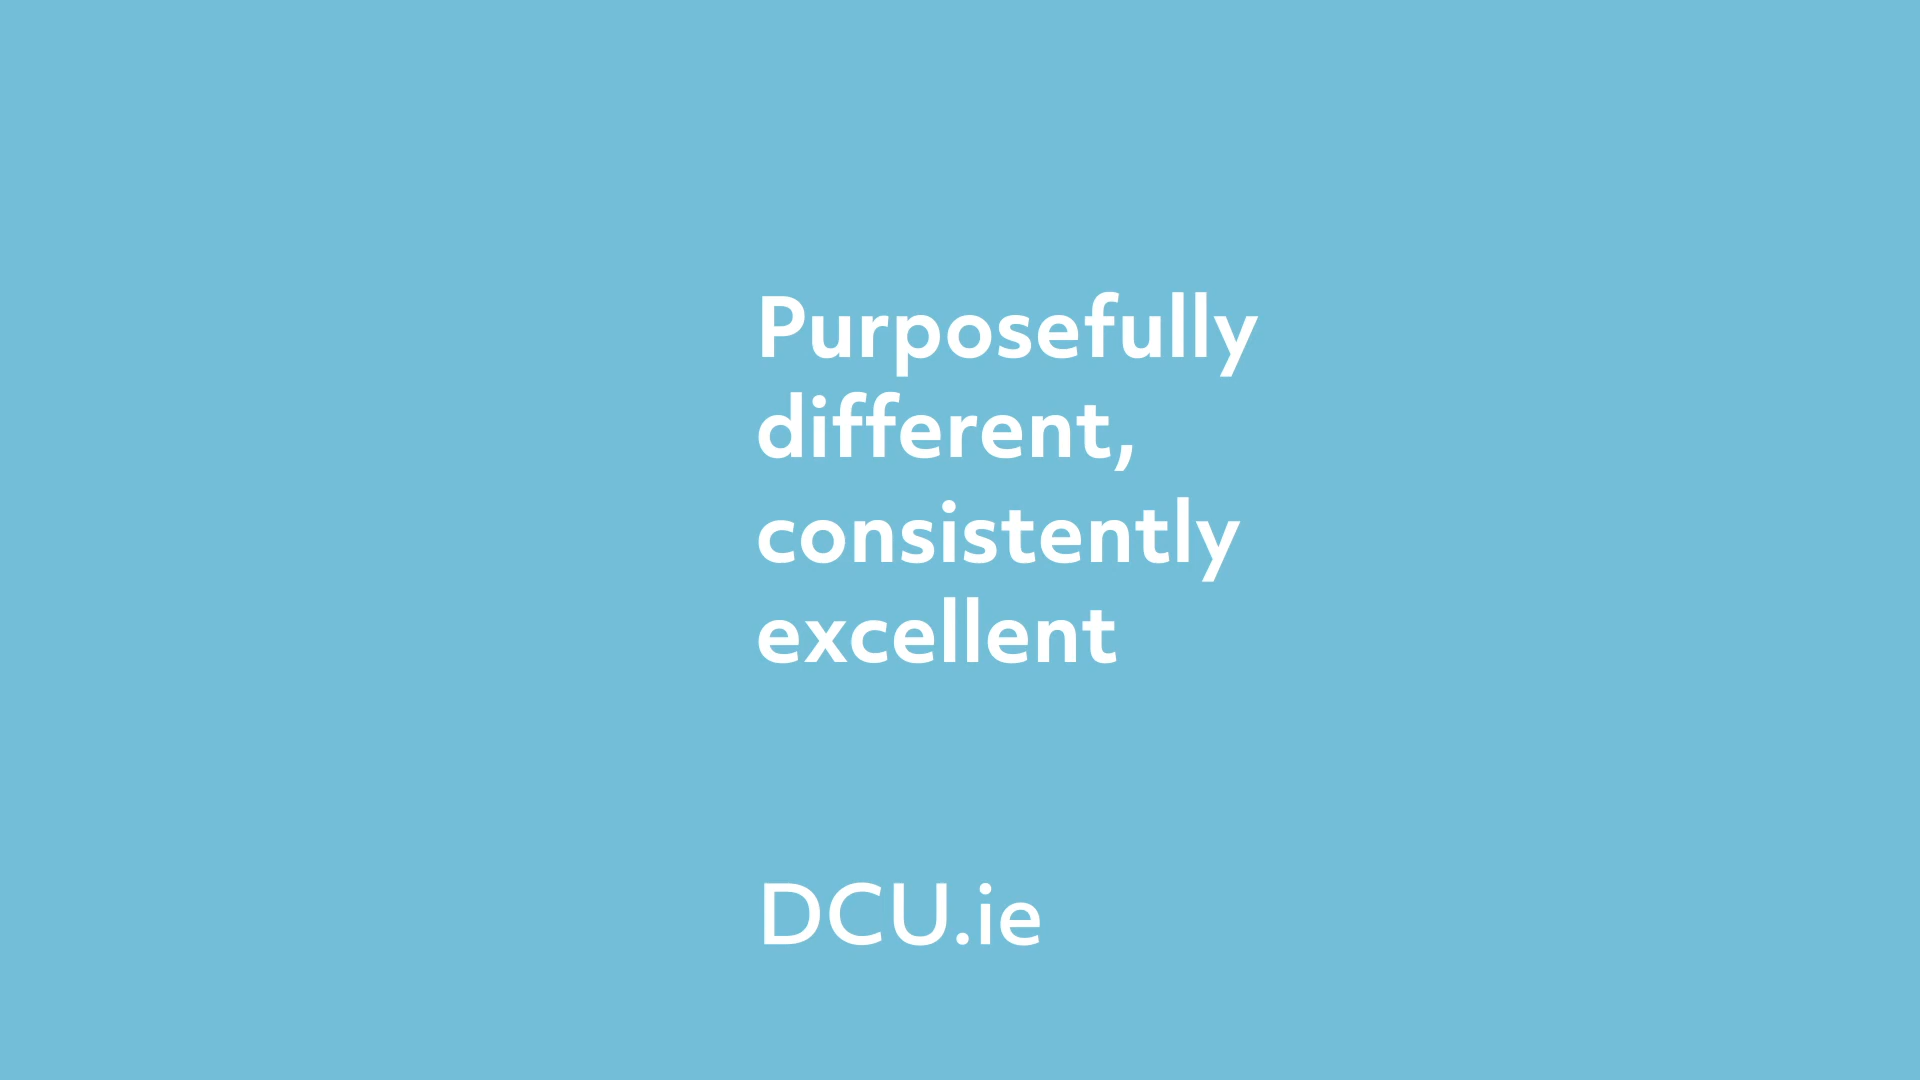 Purposefully
different,
consistently
excellent
DCU.ie